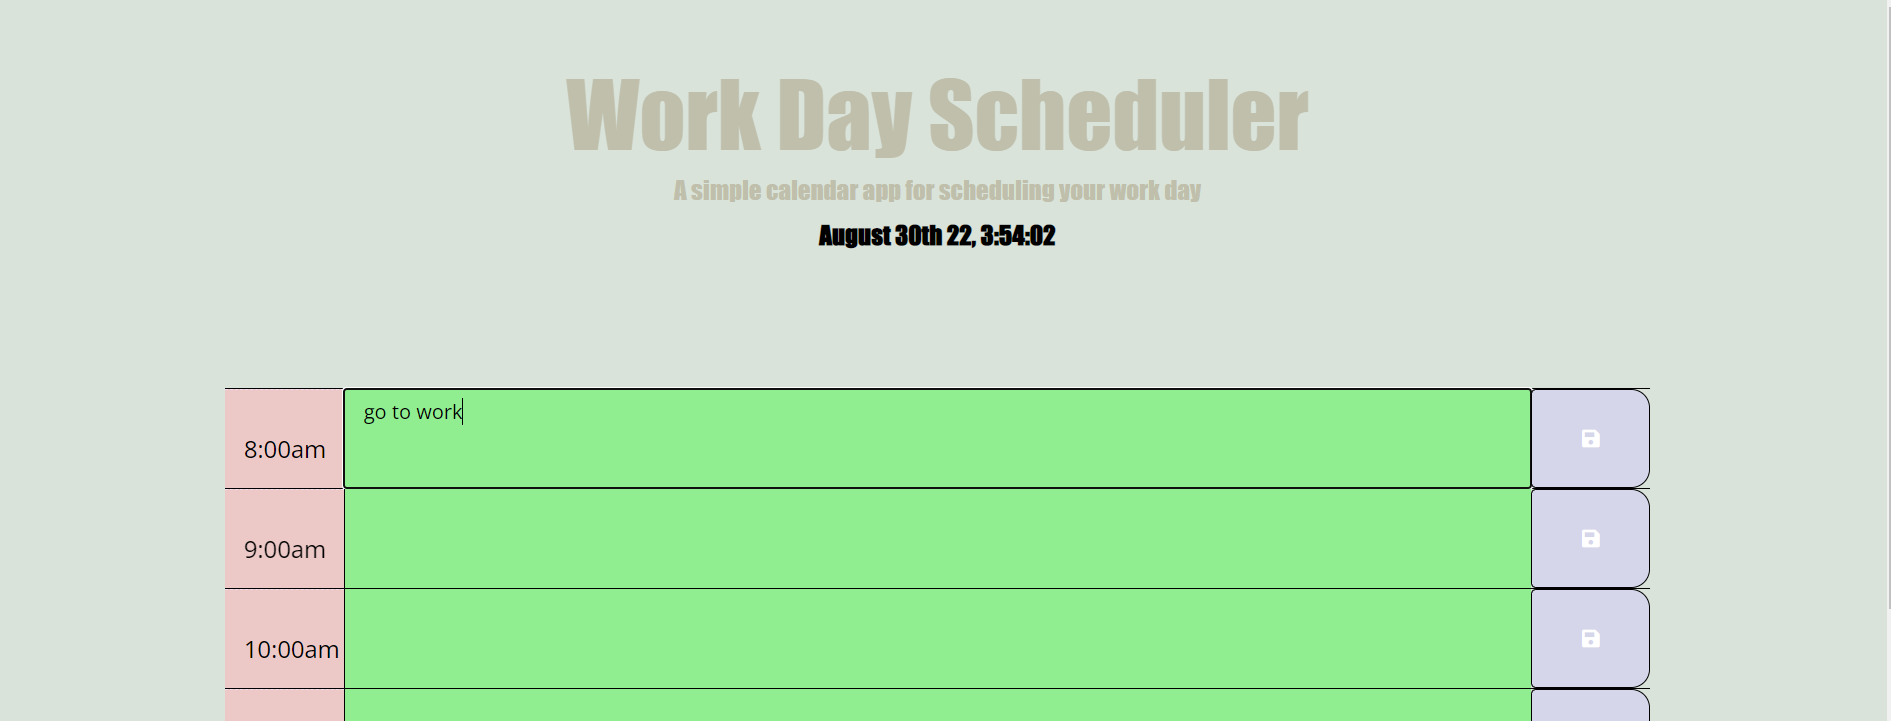 Work Day Scheduler
A simple calendar app for scheduling your work day
August 30th 22, 3:54:02
go to work
8:00am
9:00am
10:00am